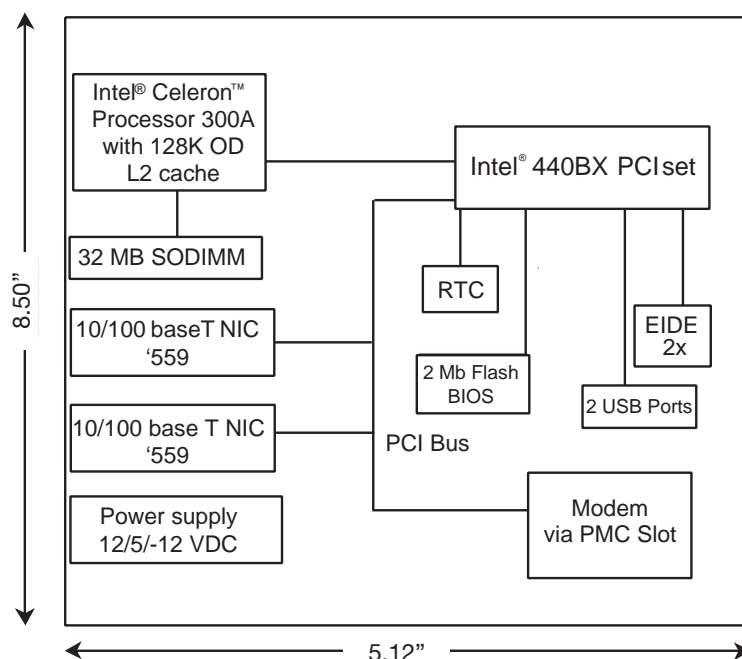 Intel® Celeron™
Processor 300A
with 128K OD
L2 cache
Intel® 440BX PCIset
32 MB SODIMM
RTC
10/100 baseT NIC
‘559
EIDE
2x
2 Mb Flash
BIOS
2 USB Ports
10/100 base T NIC
‘559
PCI Bus
Power supply
12/5/-12 VDC
Modem
via PMC Slot
8.50”
5.12”